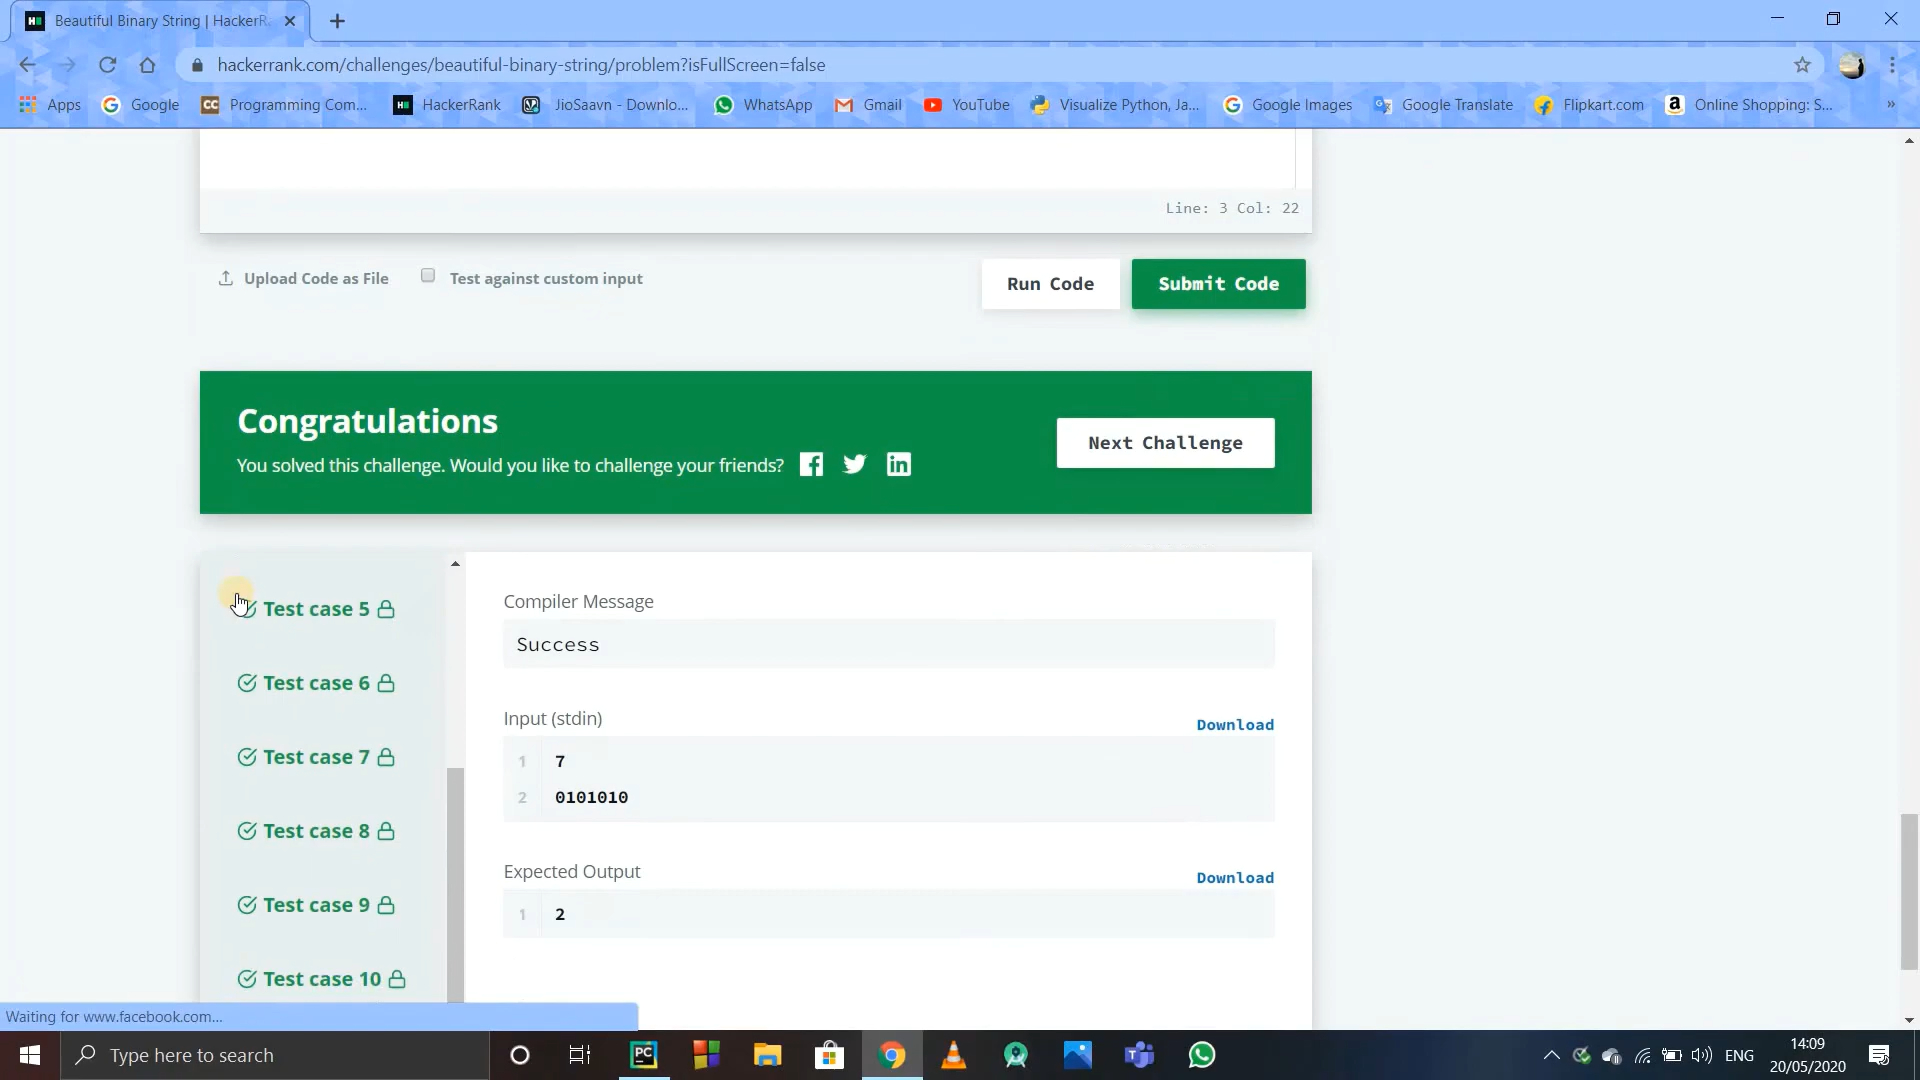 Beautiful Binary String | HackerR
hackerrank.com/challenges/beautiful-binary-string/problem?isFullScreen=false
Apps Google CC Programming Com... H HackerRank JioSaavn - Downlo... WhatsApp Gmail YouTube Visualize Python, Ja... Google Images Google Translate Flipkart.com Online Shopping: S... »
Line: 3 Col: 22
Upload Code as File Test against custom input Run Code Submit Code
Congratulations
You solved this challenge. Would you like to challenge your friends?
Next Challenge
Test case 5
Test case 6
Test case 7
Test case 8
Test case 9
Test case 10
Compiler Message
Success
Input (stdin) Download
1 7
2 0101010
Expected Output Download
1 2
Waiting for www.facebook.com...
Type here to search
PC
ENG
14:09
20/05/2020